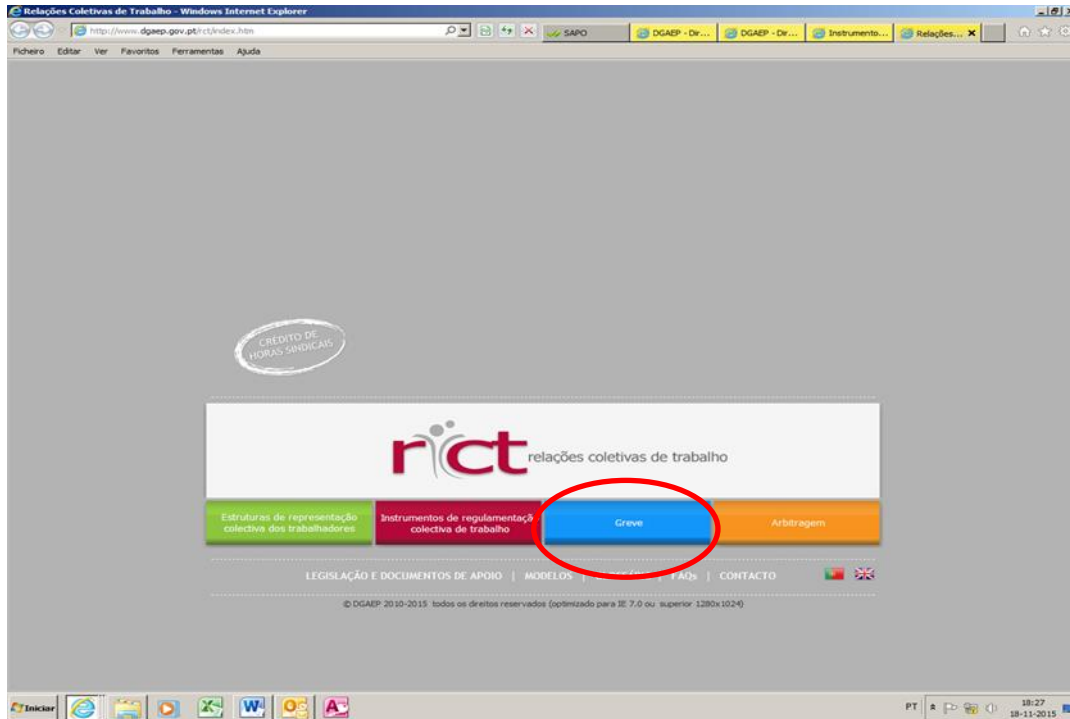 Relações Coletivas de Trabalho - Windows Internet Explorer
http://www.dgaep.gov.pt/rct/index.htm
SAPO
DGAEP - Dir...
DGAEP - Dir...
Instrumento...
Relações...
Ficheiro Editar Ver Favoritos Ferramentas Ajuda
CRÉDITO DE
HORAS SINDICAIS
rct relações coletivas de trabalho
Estruturas de representação
colectiva dos trabalhadores
Instrumentos de regulamentaçã
colectiva de trabalho
Greve
Arbitragem
LEGISLAÇÃO E DOCUMENTOS DE APOIO | MODELOS | FAQs | CONTACTO
© DGAEP 2010-2015 todos os direitos reservados (optimizado para IE 7.0 ou superior 1280x1024)
Iniciar
PT
18:27
18-11-2015